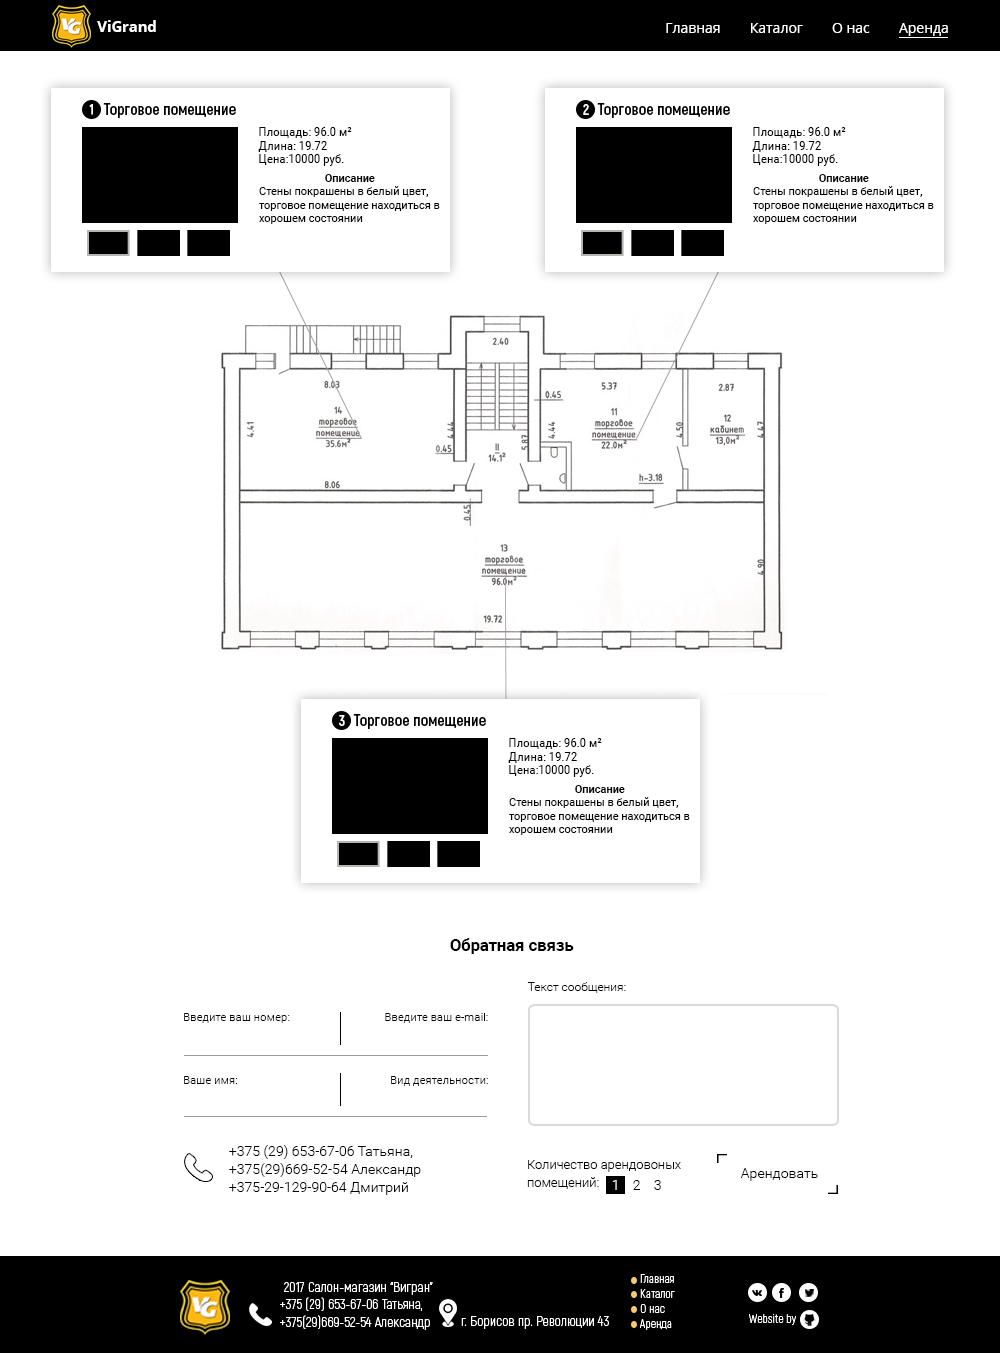 ViGrand
Главная Каталог О нас Аренда
1 Торговое помещение
Площадь: 96.0 м²
Длина: 19.72
Цена:10000 руб.
Описание
Стены покрашены в белый цвет,
торговое помещение находиться в
хорошем состоянии
2 Торговое помещение
Площадь: 96.0 м²
Длина: 19.72
Цена:10000 руб.
Описание
Стены покрашены в белый цвет,
торговое помещение находиться в
хорошем состоянии
2.40
8.03
14
торговое
помещение
35.6м²
4.41
4.44
0.45
8.06
II
14.1²
5.87
0.45
4.44
5.37
11
торговое
помещение
22.0м²
4.50
2.87
12
кабинет
13,0м²
4.47
h-3.18
0.45
13
торговое
помещение
96.0м²
4.90
19.72
3 Торговое помещение
Площадь: 96.0 м²
Длина: 19.72
Цена:10000 руб.
Описание
Стены покрашены в белый цвет,
торговое помещение находиться в
хорошем состоянии
Обратная связь
Введите ваш номер: Введите ваш e-mail:
Ваше имя: Вид деятельности:
+375 (29) 653-67-06 Татьяна,
+375(29)669-52-54 Александр
+375-29-129-90-64 Дмитрий
Текст сообщения:
Количество арендовоных
помещений: 1 2 3
Арендовать
VG
2017 Салон-магазин "Вигран"
+375 (29) 653-67-06 Татьяна,
+375(29)669-52-54 Александр
г. Борисов пр. Революции 43
Главная
Каталог
О нас
Аренда
Website by